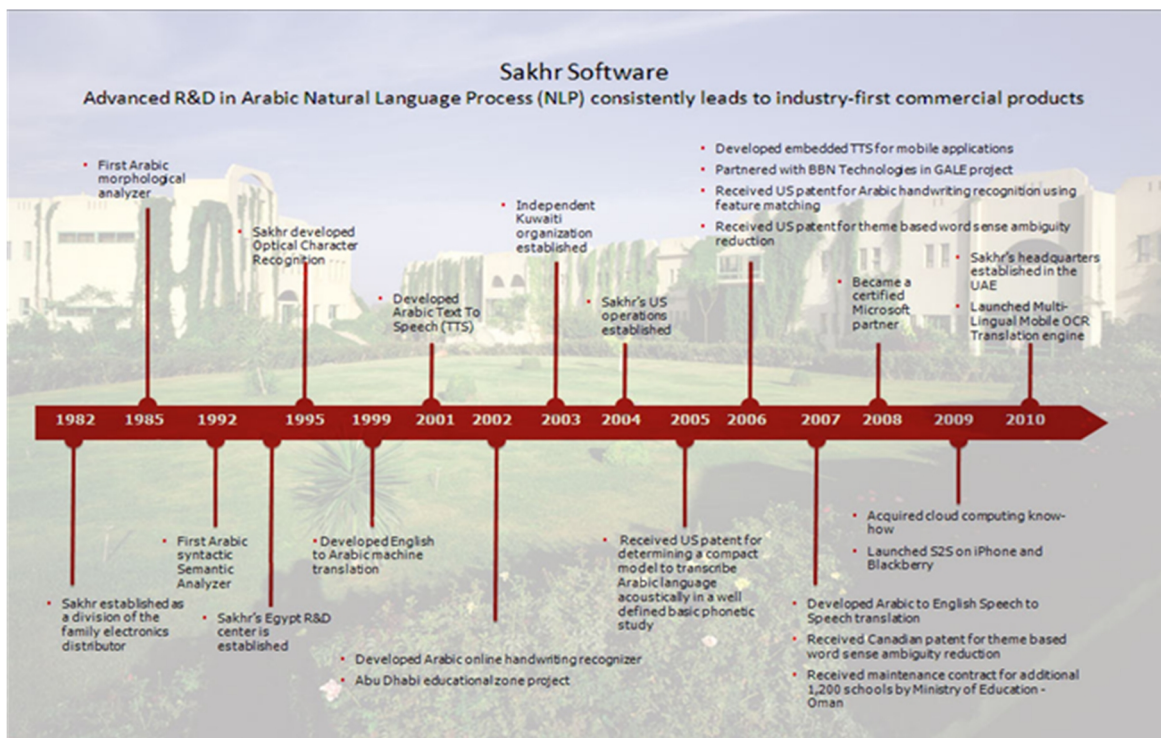 Sakhr Software
Advanced R&D in Arabic Natural Language Process (NLP) consistently leads to industry-first commercial products
• First Arabic
morphological
analyzer
• Sakhr developed
Optical Character
Recognition
• Developed
Arabic Text To
Speech (TTS)
• Independent
Kuwaiti
organization
established
• Sakhr's US
operations
established
• Developed embedded TTS for mobile applications
• Partnered with BBN Technologies in GALE project
• Received US patent for Arabic handwriting recognition using
feature matching
• Received US patent for theme based word sense ambiguity
reduction
• Became a
certified
Microsoft
partner
• Sakhr's headquarters
established in the
UAE
• Launched Multi-
Lingual Mobile OCR
Translation engine
1982 1985 1992 1995 1999 2001 2002 2003 2004 2005 2006 2007 2008 2009 2010
• Sakhr established as
a division of the
family electronics
distributor
• First Arabic
syntactic
Semantic
Analyzer
• Sakhr's Egypt R&D
center is
established
• Developed English
to Arabic machine
translation
• Developed Arabic online handwriting recognizer
• Abu Dhabi educational zone project
• Received US patent for
determining a compact
model to transcribe
Arabic language
acoustically in a well
defined basic phonetic
study
• Developed Arabic to English Speech to
Speech translation
• Received Canadian patent for theme based
word sense ambiguity reduction
• Received maintenance contract for additional
1,200 schools by Ministry of Education -
Oman
• Acquired cloud computing know-
how
• Launched S2S on iPhone and
Blackberry